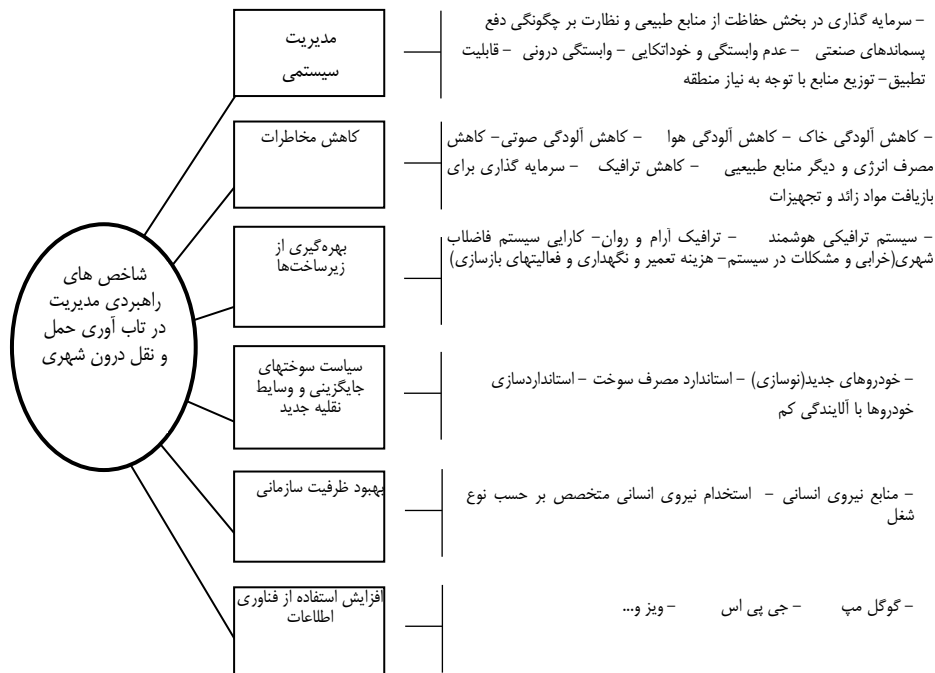 مدیریت
سیستمی
– سرمایه گذاری در بخش حفاظت از منابع طبیعی و نظارت بر چگونگی دفع
پسماندهای صنعتی – عدم وابستگی و خوداتکایی – وابستگی درونی – قابلیت
تطبیق– توزیع منابع با توجه به نیاز منطقه
کاهش مخاطرات
– کاهش آلودگی خاک – کاهش آلودگی هوا – کاهش آلودگی صوتی– کاهش
مصرف انرژی و دیگر منابع طبیعیی – کاهش ترافیک – سرمایه گذاری برای
بازیافت مواد زائد و تجهیزات
بهره‌گیری از
زیرساخت‌ها
– سیستم ترافیکی هوشمند – ترافیک آرام و روان– کارایی سیستم فاضلاب
شهری(خرابی و مشکلات در سیستم– هزینه تعمیر و نگهداری و فعالیتهای بازسازی)
شاخص های
راهبردی مدیریت
در تاب آوری حمل
و نقل درون شهری
سیاست سوختهای
جایگزینی و وسایط
نقلیه جدید
– خودروهای جدید(نوسازی) – استاندارد مصرف سوخت – استانداردسازی
خودروها با آلایندگی کم
بهبود ظرفیت سازمانی
– منابع نیروی انسانی – استخدام نیروی انسانی متخصص بر حسب نوع
شغل
افزایش استفاده از فناوری
اطلاعات
– گوگل مپ – جی پی اس – ویز و...